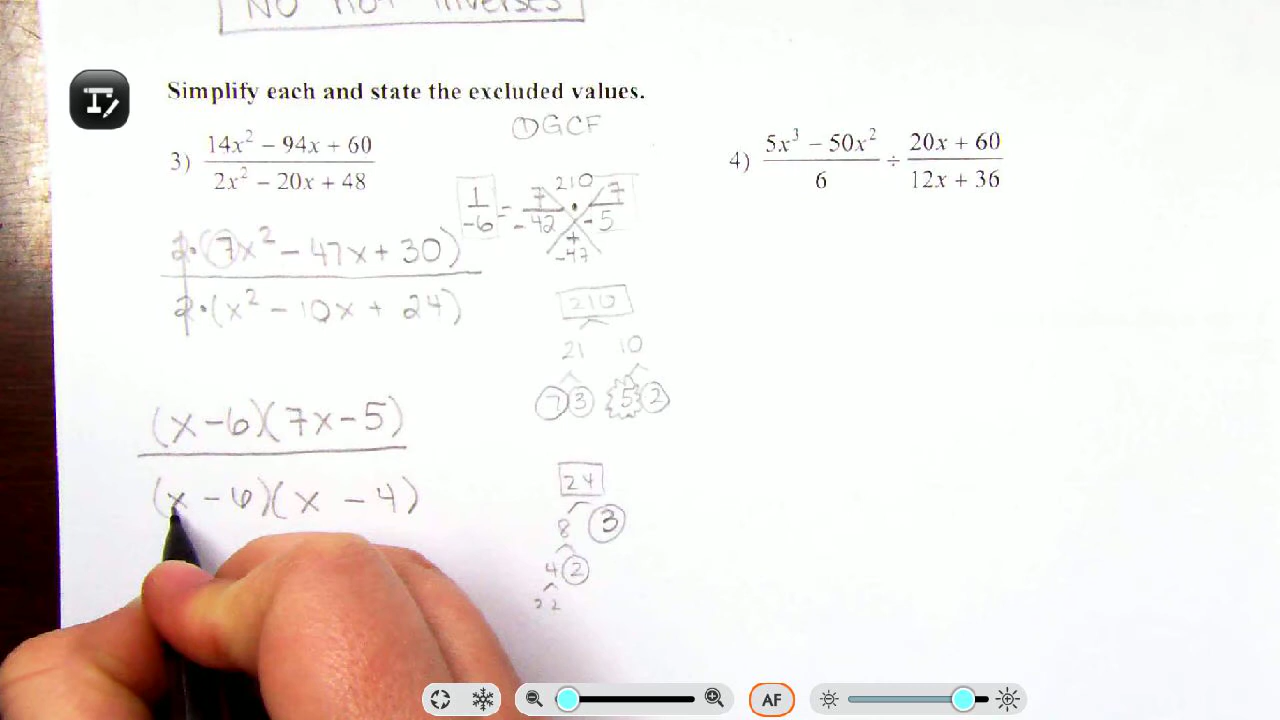 No not inverses
Simplify each and state the excluded values.
① GCF
3) 14x² − 94x + 60
2x² − 20x + 48
4) 5x³ − 50x² ÷ 20x + 60
6 12x + 36
210
1 = 7 • 7
-6 -42 -5
+
-47
2·(7x² − 47x + 30)
2·(x² − 10x + 24)
210
21 10
7 3 5 2
(x − 6)(7x − 5)
(x − 6)(x − 4)
24
8 3
4 2
2 2
AF